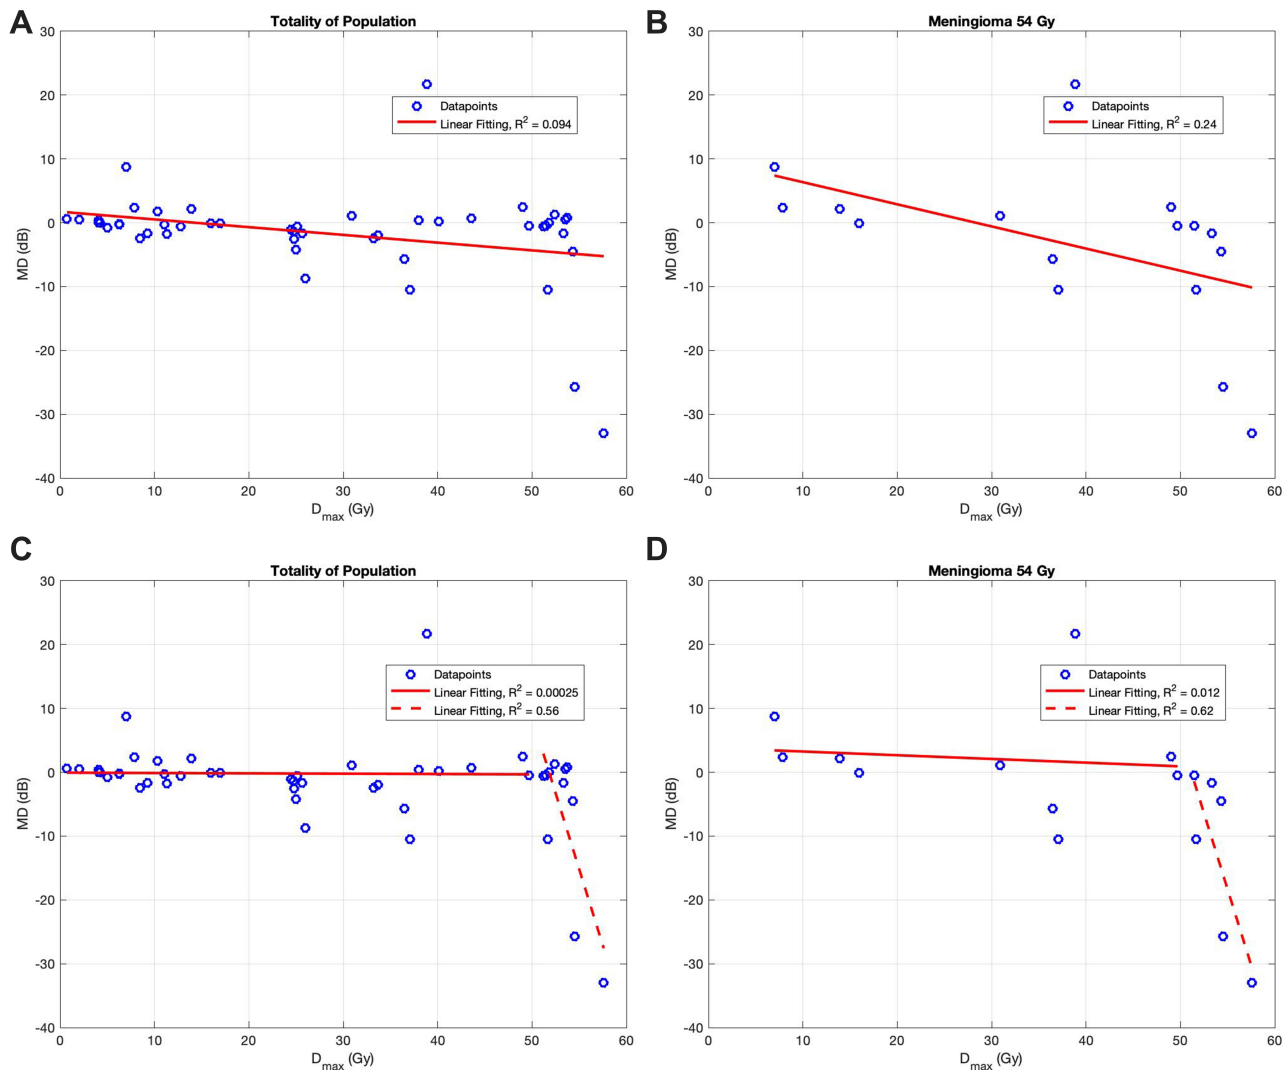 A
Totality of Population
30
20
10
0
-10
-20
-30
-40
MD (dB)
Datapoints
Linear Fitting, R² = 0.094
0 10 20 30 40 50 60
Dmax (Gy)
B
Meningioma 54 Gy
30
20
10
0
-10
-20
-30
-40
MD (dB)
Datapoints
Linear Fitting, R² = 0.24
0 10 20 30 40 50 60
Dmax (Gy)
C
Totality of Population
30
20
10
0
-10
-20
-30
-40
MD (dB)
Datapoints
Linear Fitting, R² = 0.00025
Linear Fitting, R² = 0.56
0 10 20 30 40 50 60
Dmax (Gy)
D
Meningioma 54 Gy
30
20
10
0
-10
-20
-30
-40
MD (dB)
Datapoints
Linear Fitting, R² = 0.012
Linear Fitting, R² = 0.62
0 10 20 30 40 50 60
Dmax (Gy)